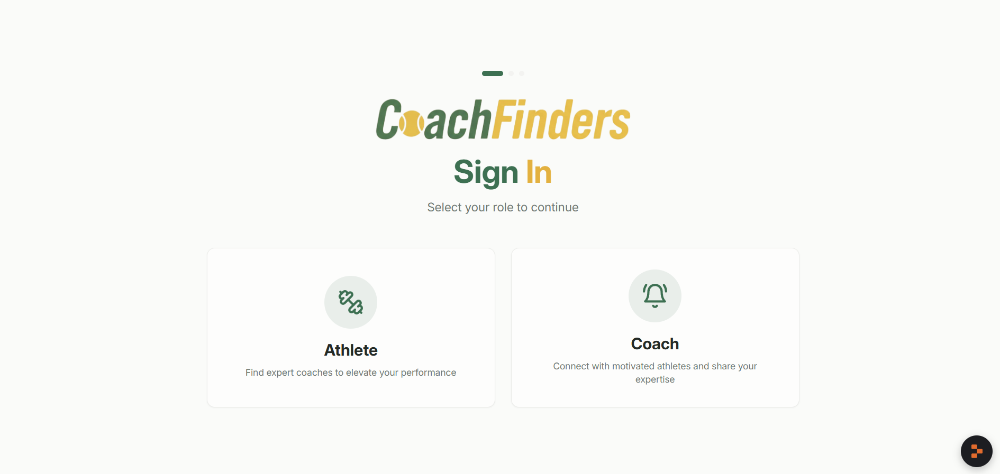 CoachFinders
Sign In
Select your role to continue
Athlete
Find expert coaches to elevate your performance
Coach
Connect with motivated athletes and share your
expertise